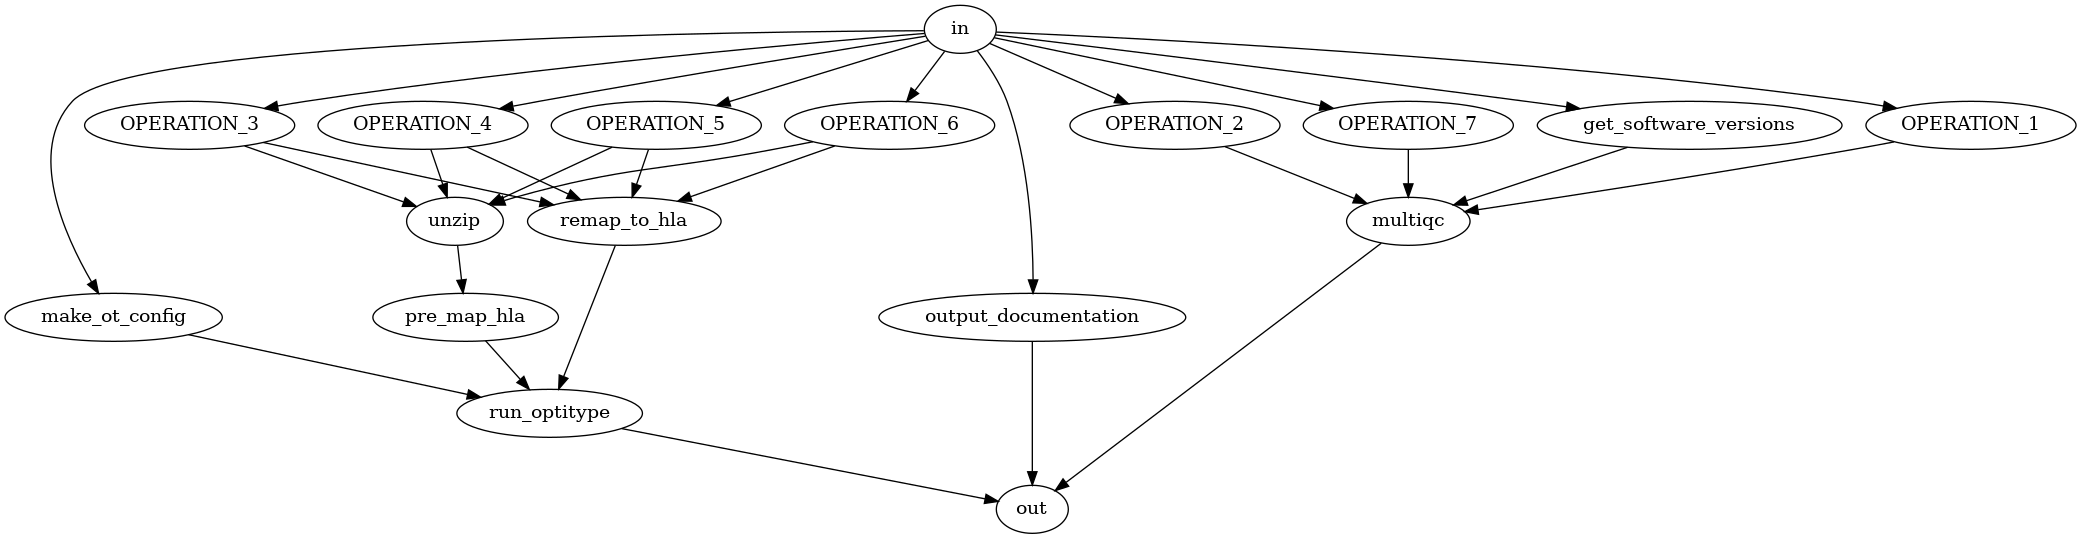 in
OPERATION_3
OPERATION_4
OPERATION_5
OPERATION_6
OPERATION_2
OPERATION_7
get_software_versions
OPERATION_1
unzip
remap_to_hla
multiqc
make_ot_config
pre_map_hla
output_documentation
run_optitype
out